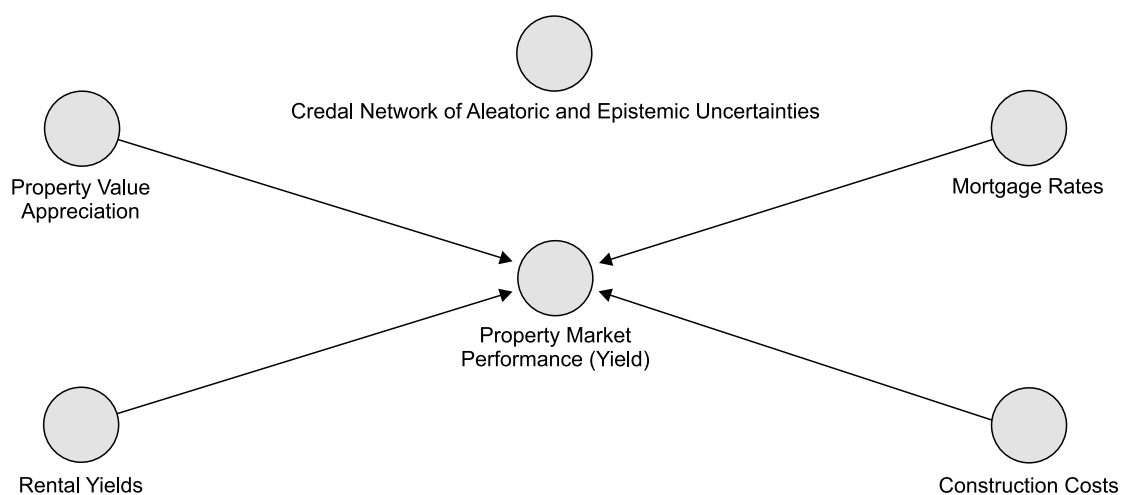 Credal Network of Aleatoric and Epistemic Uncertainties
Property Value
Appreciation
Mortgage Rates
Property Market
Performance (Yield)
Rental Yields
Construction Costs